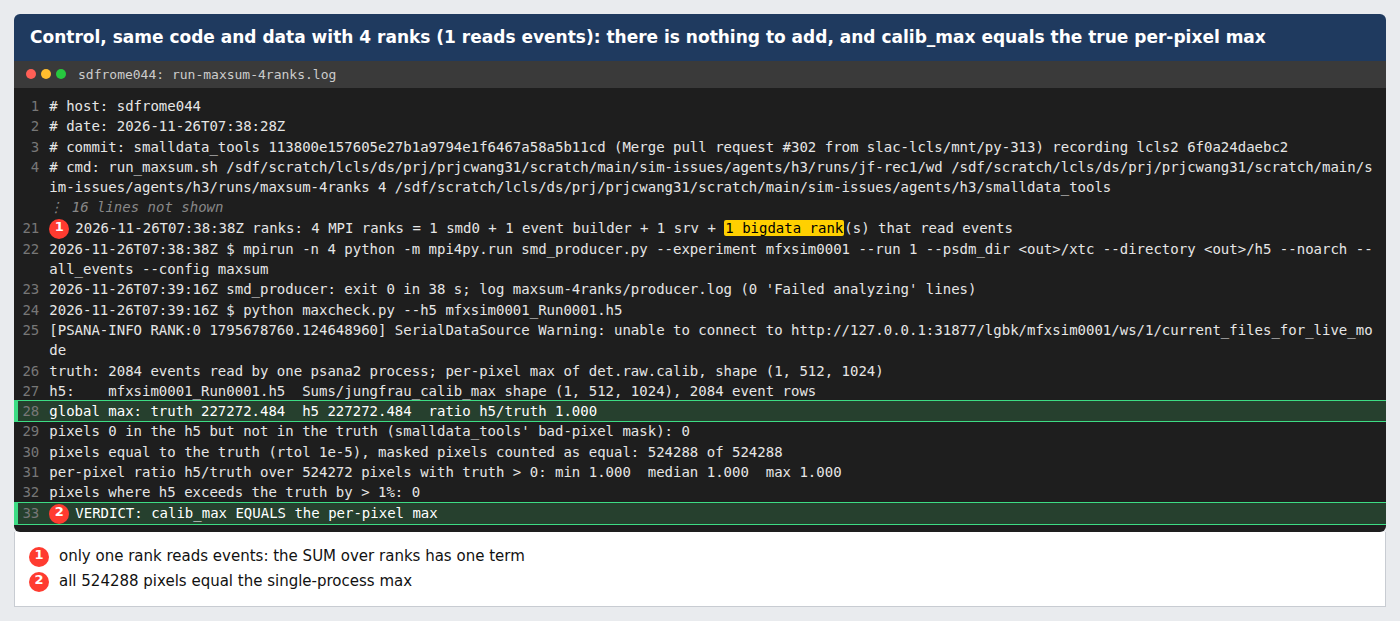 Control, same code and data with 4 ranks (1 reads events): there is nothing to add, and calib_max equals the true per-pixel max
sdfrome044: run-maxsum-4ranks.log
1 # host: sdfrome044
2 # date: 2026-11-26T07:38:28Z
3 # commit: smalldata_tools 113800e157605e27b1a9794e1f6467a58a5b11cd (Merge pull request #302 from slac-lcls/mnt/py-313) recording lcls2 6f0a24daebc2
4 # cmd: run_maxsum.sh /sdf/scratch/lcls/ds/prj/prjcwang31/scratch/main/sim-issues/agents/h3/runs/jf-rec1/wd /sdf/scratch/lcls/ds/prj/prjcwang31/scratch/main/s
im-issues/agents/h3/runs/maxsum-4ranks 4 /sdf/scratch/lcls/ds/prj/prjcwang31/scratch/main/sim-issues/agents/h3/smalldata_tools
⋮ 16 lines not shown
21 1 2026-11-26T07:38:38Z ranks: 4 MPI ranks = 1 smd0 + 1 event builder + 1 srv + 1 bigdata rank(s) that read events
22 2026-11-26T07:38:38Z $ mpirun -n 4 python -m mpi4py.run smd_producer.py --experiment mfxsim0001 --run 1 --psdm_dir <out>/xtc --directory <out>/h5 --noarch --
all_events --config maxsum
23 2026-11-26T07:39:16Z smd_producer: exit 0 in 38 s; log maxsum-4ranks/producer.log (0 'Failed analyzing' lines)
24 2026-11-26T07:39:16Z $ python maxcheck.py --h5 mfxsim0001_Run0001.h5
25 [PSANA-INFO RANK:0 1795678760.124648960] SerialDataSource Warning: unable to connect to http://127.0.0.1:31877/lgbk/mfxsim0001/ws/1/current_files_for_live_mo
de
26 truth: 2084 events read by one psana2 process; per-pixel max of det.raw.calib, shape (1, 512, 1024)
27 h5:    mfxsim0001_Run0001.h5  Sums/jungfrau_calib_max shape (1, 512, 1024), 2084 event rows
28 global max: truth 227272.484  h5 227272.484  ratio h5/truth 1.000
29 pixels 0 in the h5 but not in the truth (smalldata_tools' bad-pixel mask): 0
30 pixels equal to the truth (rtol 1e-5), masked pixels counted as equal: 524288 of 524288
31 per-pixel ratio h5/truth over 524272 pixels with truth > 0: min 1.000  median 1.000  max 1.000
32 pixels where h5 exceeds the truth by > 1%: 0
33 2 VERDICT: calib_max EQUALS the per-pixel max
1 only one rank reads events: the SUM over ranks has one term
2 all 524288 pixels equal the single-process max